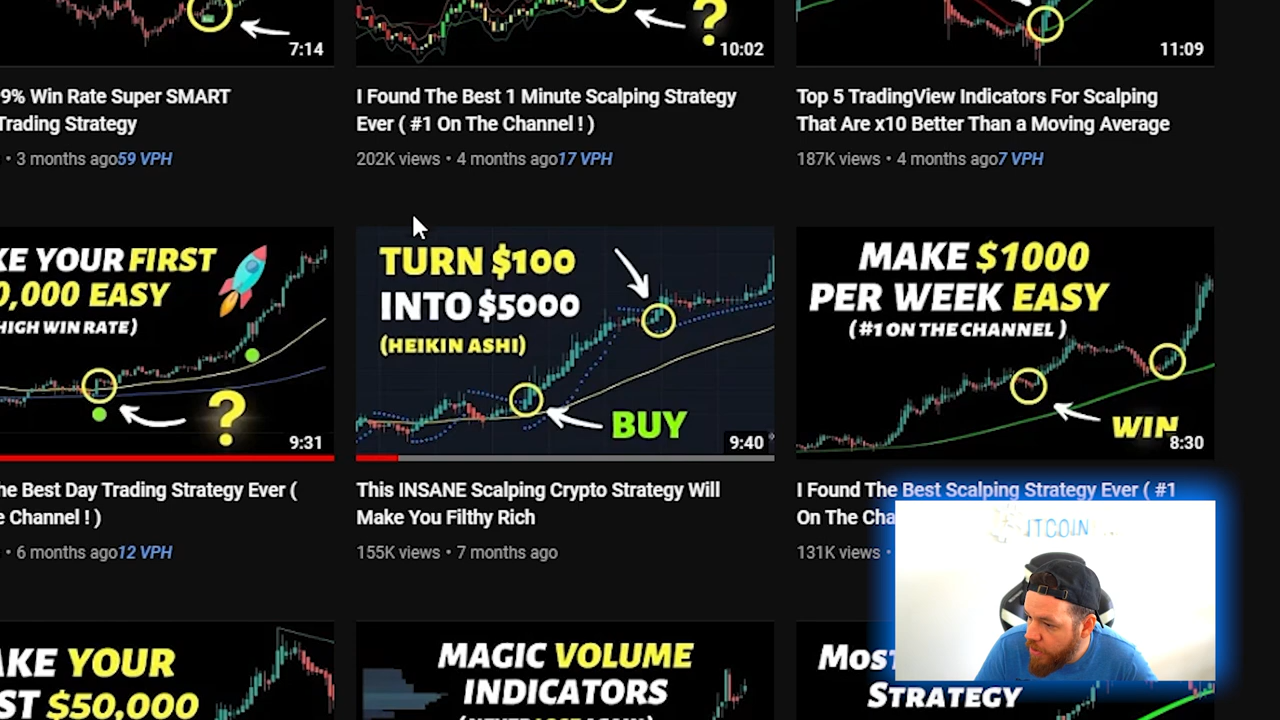 7:14
?
10:02
11:09
9% Win Rate Super SMART
Trading Strategy
• 3 months ago59 VPH
I Found The Best 1 Minute Scalping Strategy
Ever ( #1 On The Channel ! )
202K views • 4 months ago17 VPH
Top 5 TradingView Indicators For Scalping
That Are x10 Better Than a Moving Average
187K views • 4 months ago7 VPH
KE YOUR FIRST
0,000 EASY
HIGH WIN RATE)
?
9:31
TURN $100
INTO $5000
(HEIKIN ASHI)
BUY
9:40
MAKE $1000
PER WEEK EASY
(#1 ON THE CHANNEL )
WIN
8:30
he Best Day Trading Strategy Ever (
e Channel ! )
• 6 months ago12 VPH
This INSANE Scalping Crypto Strategy Will
Make You Filthy Rich
155K views • 7 months ago
I Found The Best Scalping Strategy Ever ( #1
On The Cha
131K views •
ITCOIN
AKE YOUR
ST $50,000
MAGIC VOLUME
INDICATORS
MOST
STRATEGY